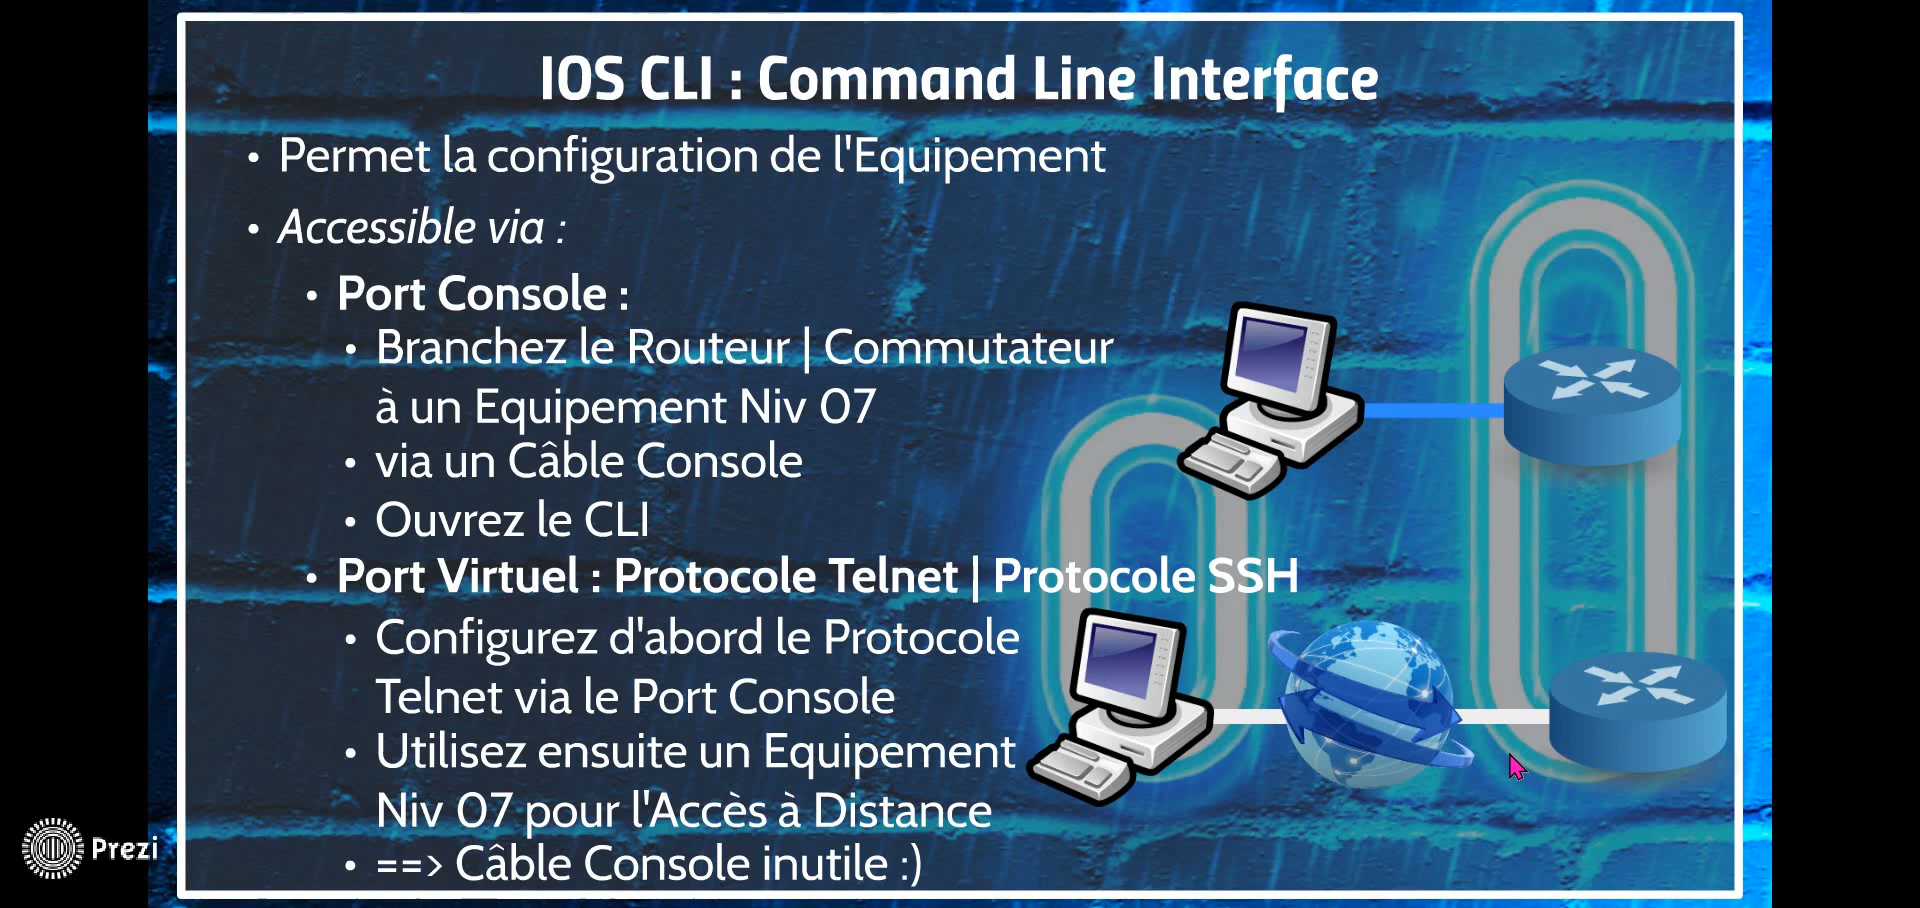 IOS CLI : Command Line Interface
• Permet la configuration de l'Equipement
• Accessible via :
• Port Console :
• Branchez le Routeur | Commutateur
à un Equipement Niv 07
• via un Câble Console
• Ouvrez le CLI
• Port Virtuel : Protocole Telnet | Protocole SSH
• Configurez d'abord le Protocole
Telnet via le Port Console
• Utilisez ensuite un Equipement
Niv 07 pour l'Accès à Distance
• ==> Câble Console inutile :)
Prezi